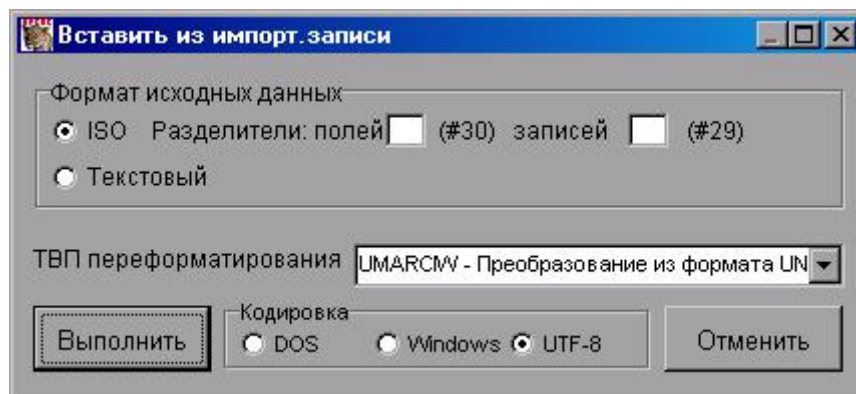 Вставить из импорт.записи
Формат исходных данных
ISO Разделители: полей (#30) записей (#29)
Текстовый
ТВП переформатирования UMARCIW - Преобразование из формата UN
Кодировка
Выполнить DOS Windows UTF-8 Отменить